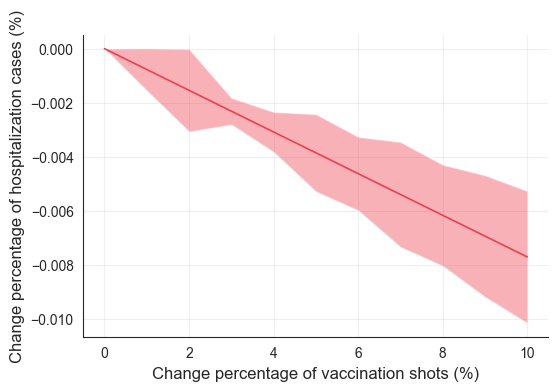 Change percentage of hospitalization cases (%)
0.000
−0.002
−0.004
−0.006
−0.008
−0.010
0 2 4 6 8 10
Change percentage of vaccination shots (%)